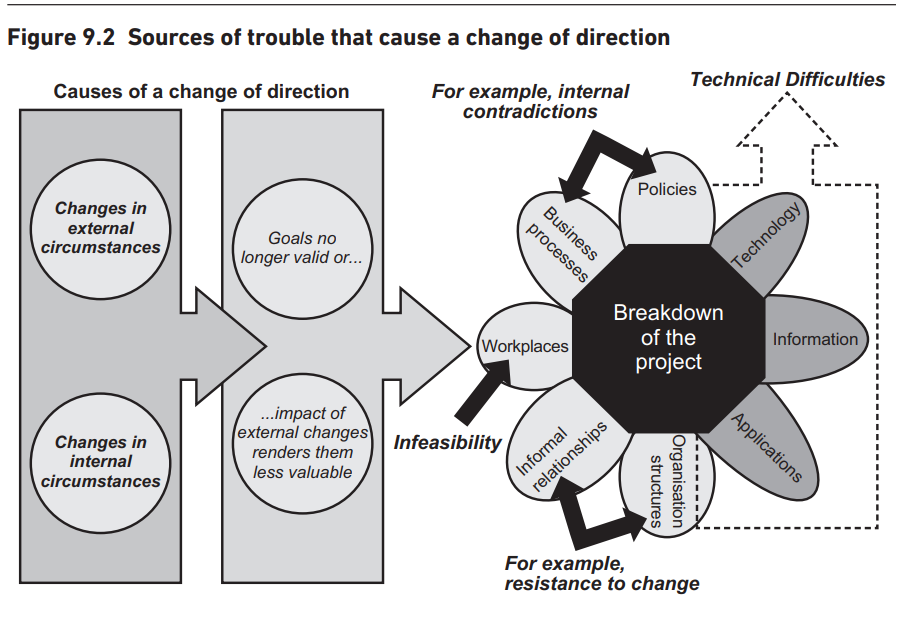 Figure 9.2 Sources of trouble that cause a change of direction
Causes of a change of direction
Changes in
external
circumstances
Changes in
internal
circumstances
Goals no
longer valid or...
...impact of
external changes
renders them
less valuable
For example, internal
contradictions
Technical Difficulties
Policies
Business
processes
Technology
Workplaces
Breakdown
of the
project
Information
Infeasibility
Informal
relationships
Organisation
structures
Applications
For example,
resistance to change